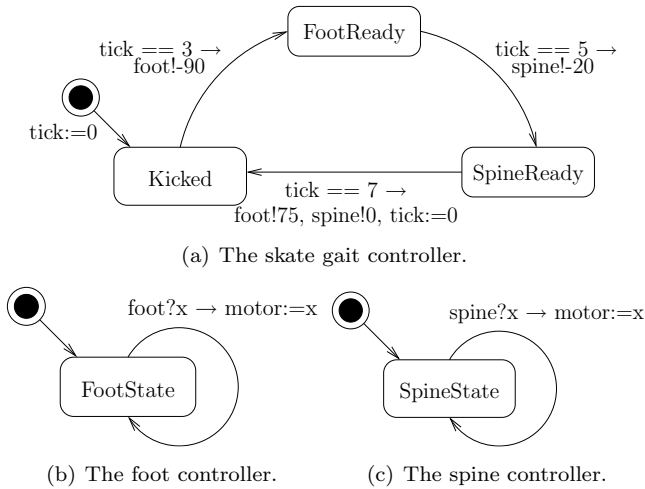 tick == 3 →
foot!-90
FootReady
tick == 5 →
spine!-20
tick:=0
Kicked
SpineReady
tick == 7 →
foot!75, spine!0, tick:=0
(a) The skate gait controller.
foot?x → motor:=x
FootState
(b) The foot controller.
spine?x → motor:=x
SpineState
(c) The spine controller.